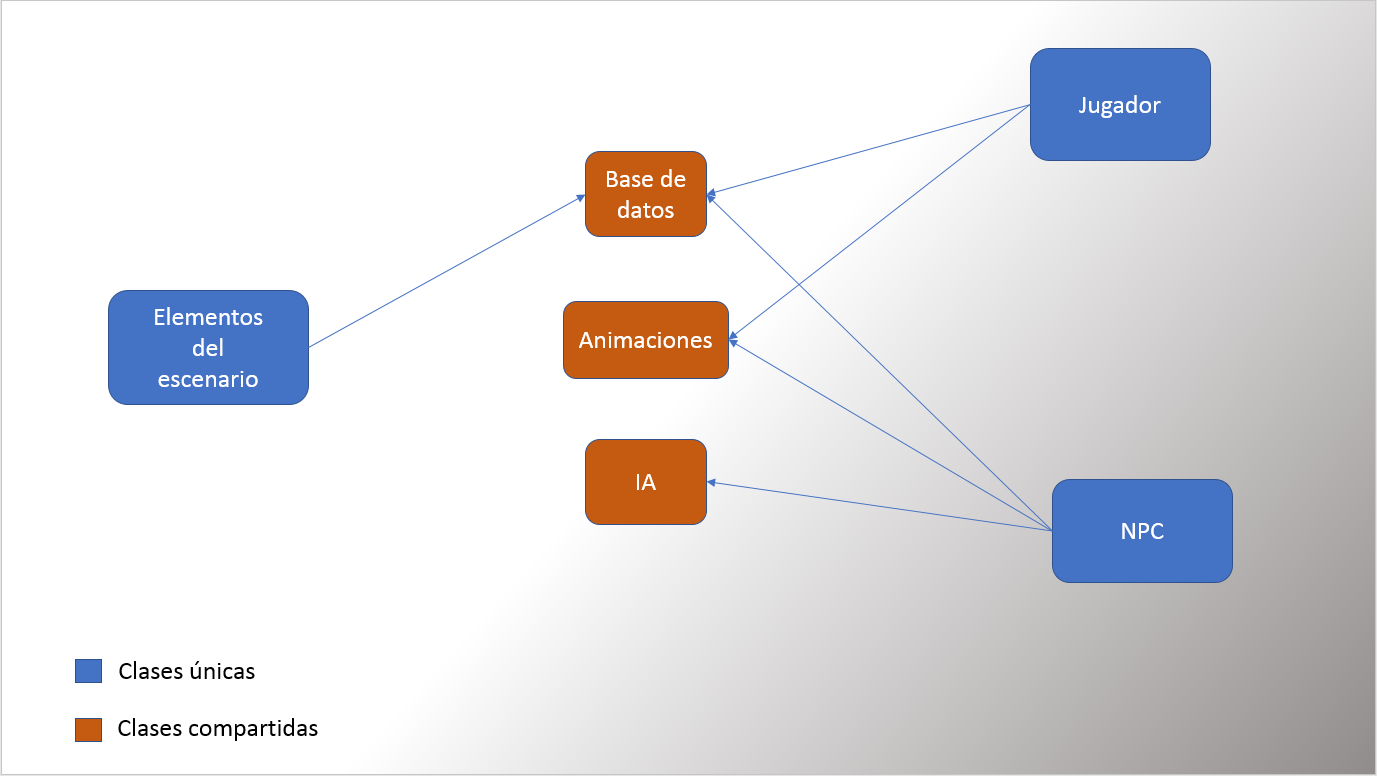 Jugador
Base de
datos
Elementos
del
escenario
Animaciones
IA
NPC
Clases únicas
Clases compartidas